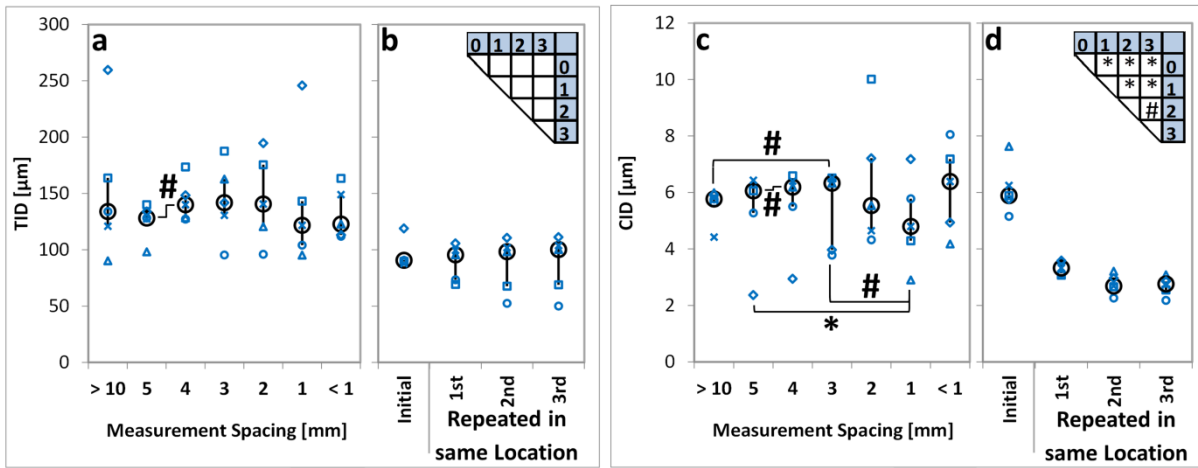 a
TID [µm]
300
250
200
150
100
50
0
#
> 10 5 4 3 2 1 < 1
Measurement Spacing [mm]
b
0 1 2 3
0
1
2
3
Initial
1st
2nd
3rd
Repeated in
same Location
c
CID [µm]
12
10
8
6
4
2
0
#
#
#
*
> 10 5 4 3 2 1 < 1
Measurement Spacing [mm]
d
0 1 2 3
* * * 0
* * 1
# 2
3
Initial
1st
2nd
3rd
Repeated in
same Location